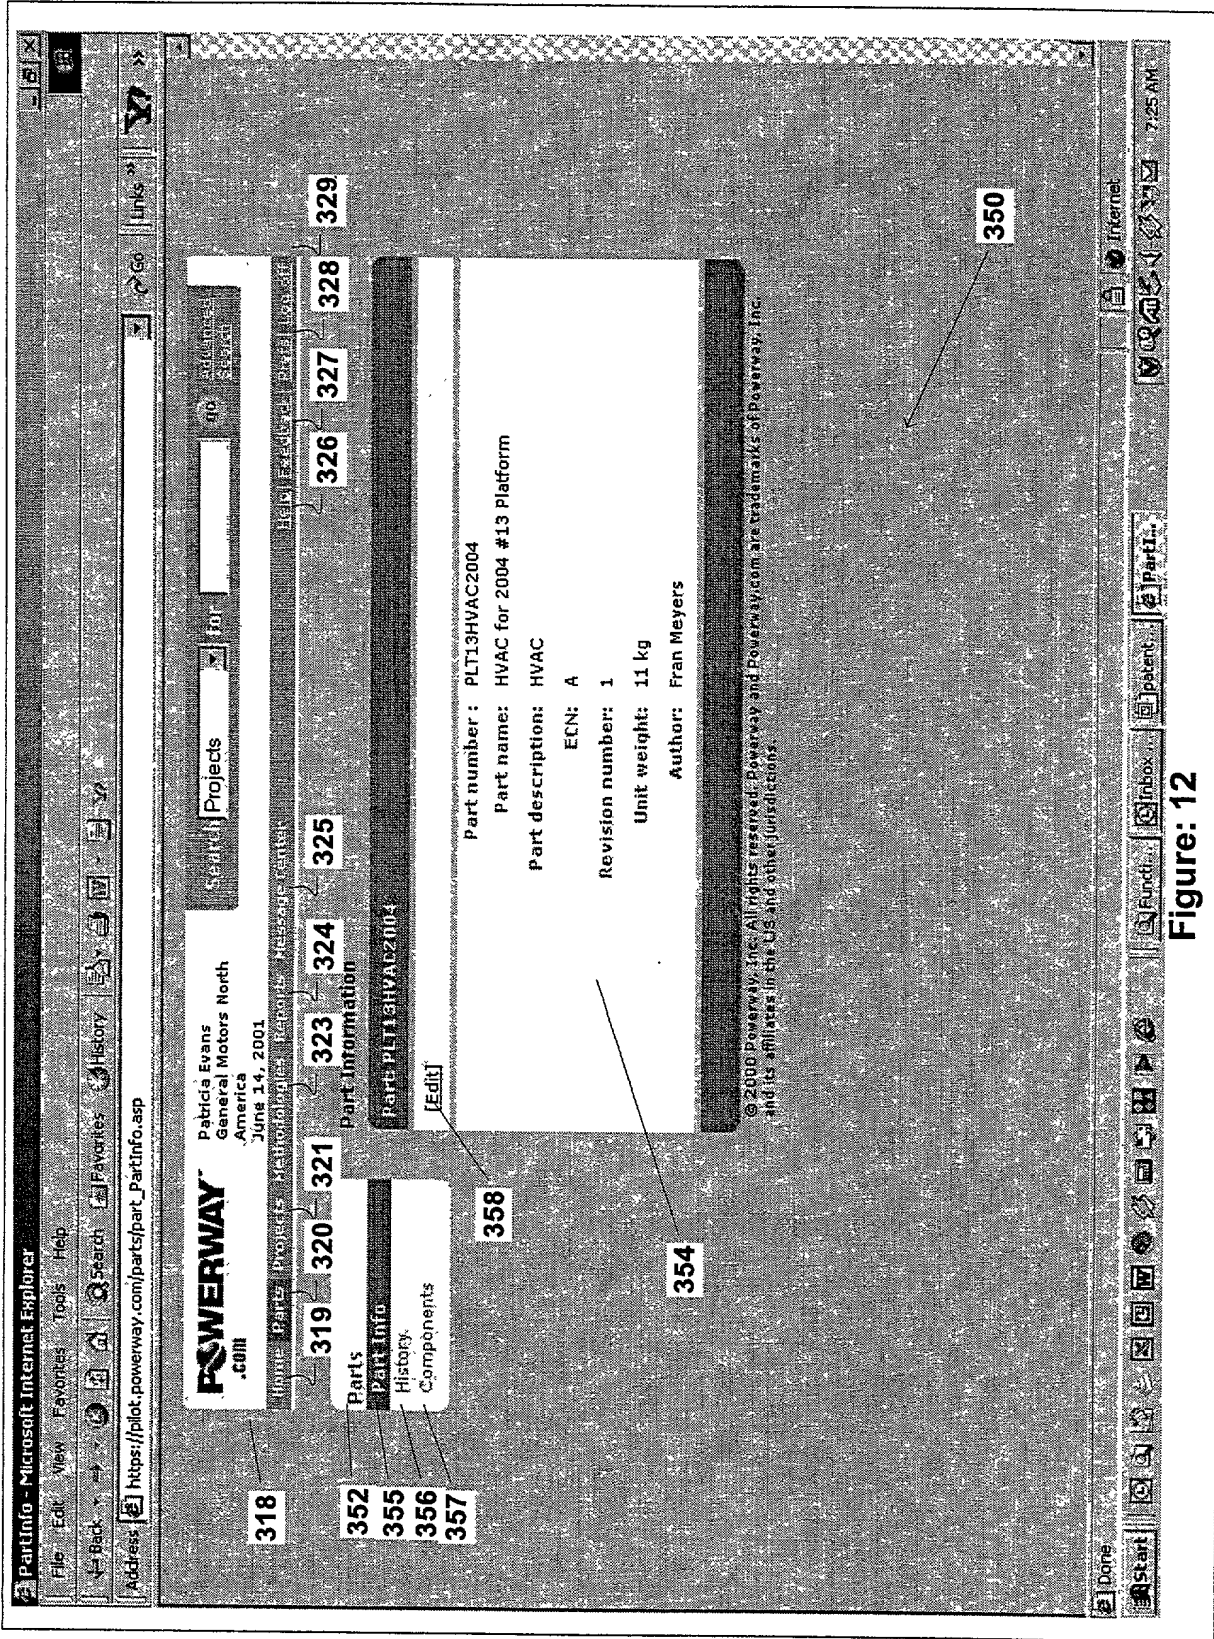 PartInfo - Microsoft Internet Explorer
File Edit View Favorites Tools Help
Back Search Favorites History
Address https://pilot.powerway.com/parts/part_PartInfo.asp Go Links »
POWERWAY
.com
Patricia Evans
General Motors North
America
June 14, 2001
Search Projects For go Advanced Search
Home Parts Projects Methodologies Reports Message Center Help
318 319 320 321 323 324 325 326 327 328 329
Part Information
352 Parts
355 Part Info
356 History
357 Components
Part: PLT13HVAC2004
[Edit]
358
Part number : PLT13HVAC2004
Part name: HVAC for 2004 #13 Platform
Part description: HVAC
ECN: A
Revision number: 1
Unit weight: 11 kg
Author: Fran Meyers
354
© 2000 Powerway, Inc. All rights reserved. Powerway and Powerway.com are trademarks of Powerway, Inc.
and its affiliates in the US and other jurisdictions.
350
Done Internet
Start Functi... Inbox ... patent... PartI... 7:25 AM
Figure: 12